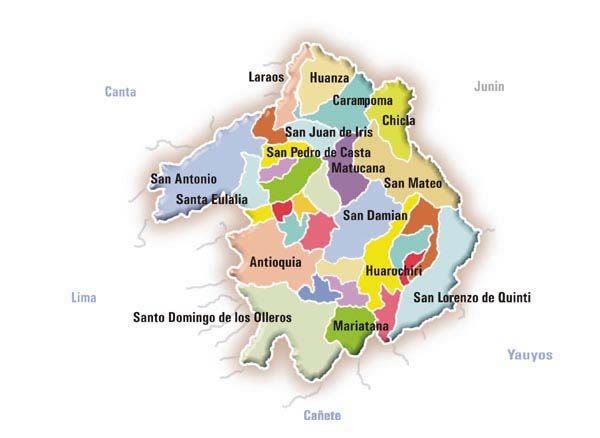 Laraos
Huanza
Canta
Junin
Carampoma
Chicla
San Juan de Iris
San Pedro de Casta
Matucana
San Antonio
San Mateo
Santa Eulalia
San Damian
Antioquia
Huarochiri
Lima
San Lorenzo de Quinti
Santo Domingo de los Olleros
Mariatana
Yauyos
Cañete